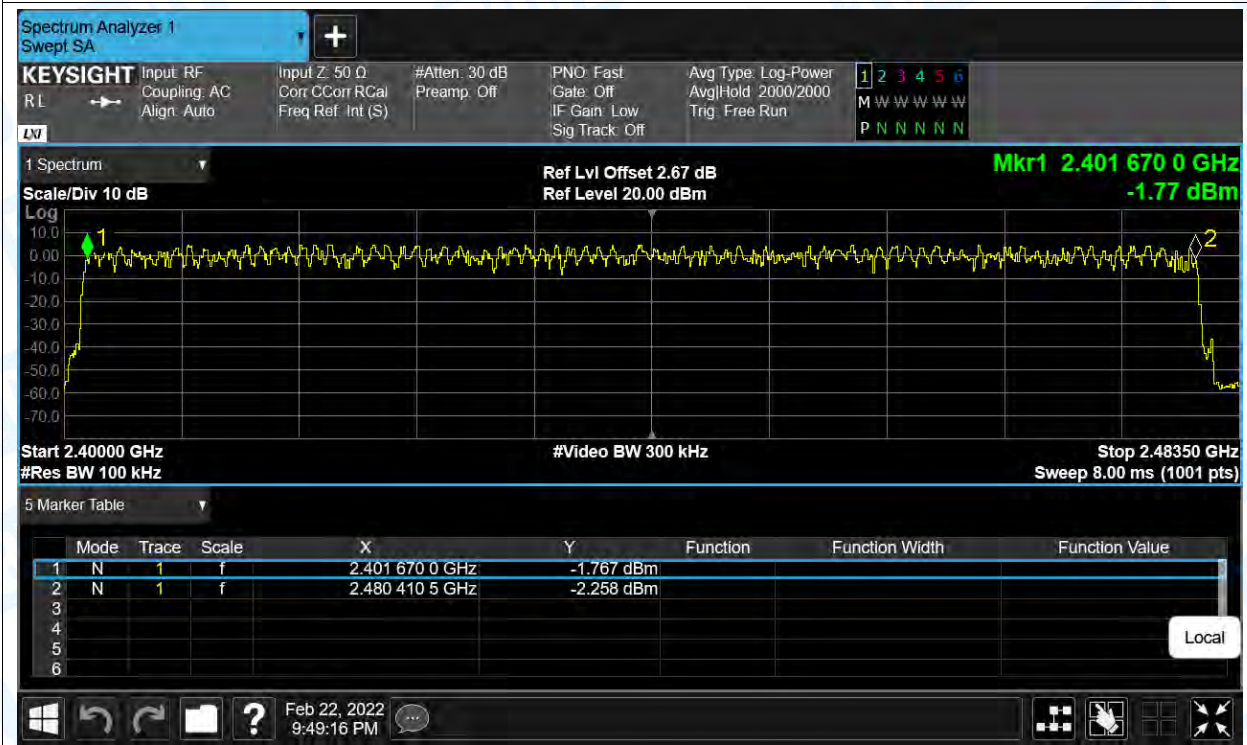 Spectrum Analyzer 1
Swept SA
+
KEYSIGHT
R L
LXI
Input: RF
Coupling: AC
Align: Auto
Input Z: 50 Ω
Corr CCorr RCal
Freq Ref: Int (S)
#Atten: 30 dB
Preamp: Off
PNO: Fast
Gate: Off
IF Gain: Low
Sig Track: Off
Avg Type: Log-Power
Avg|Hold: 2000/2000
Trig: Free Run
1 2 3 4 5 6
M W W W W W
P N N N N N
1 Spectrum
Scale/Div 10 dB
Ref Lvl Offset 2.67 dB
Ref Level 20.00 dBm
Mkr1 2.401 670 0 GHz
-1.77 dBm
Log
10.0
0.00
-10.0
-20.0
-30.0
-40.0
-50.0
-60.0
-70.0
1
2
Start 2.40000 GHz
#Res BW 100 kHz
#Video BW 300 kHz
Stop 2.48350 GHz
Sweep 8.00 ms (1001 pts)
5 Marker Table
Mode Trace Scale X Y Function Function Width Function Value
1 N 1 f 2.401 670 0 GHz -1.767 dBm
2 N 1 f 2.480 410 5 GHz -2.258 dBm
3
4
5
6
Local
?
Feb 22, 2022
9:49:16 PM